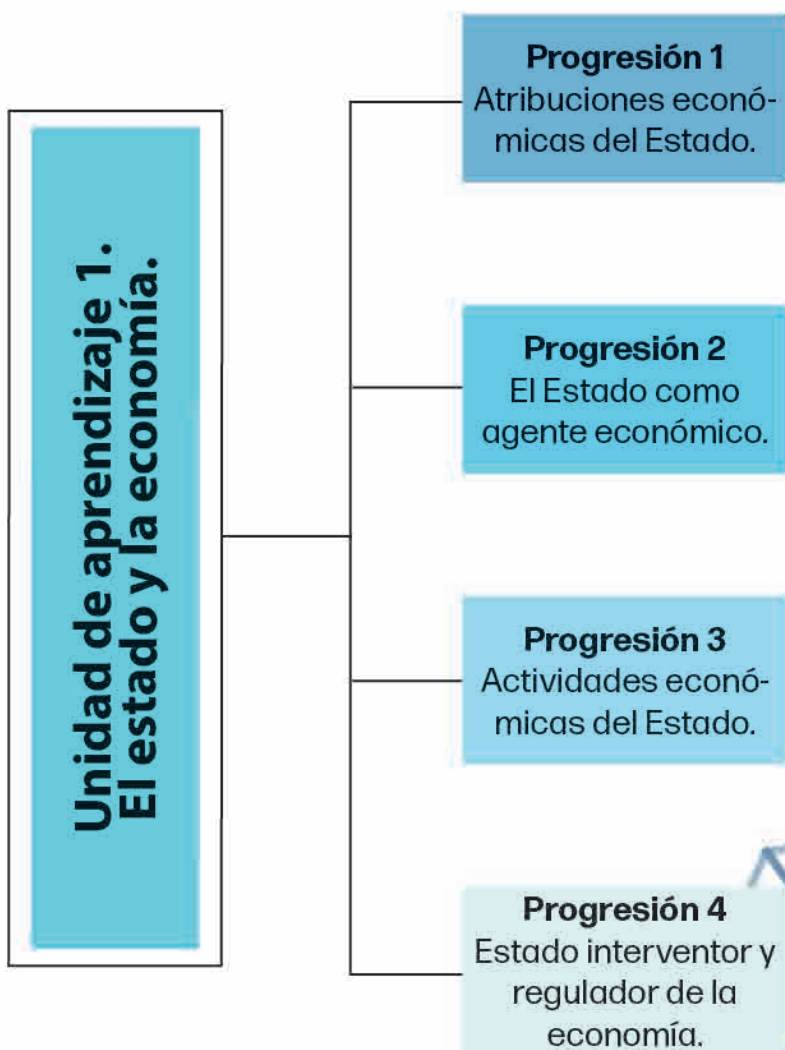 Unidad de aprendizaje 1.
El estado y la economía.
Progresión 1
Atribuciones econó-
micas del Estado.
Progresión 2
El Estado como
agente económico.
Progresión 3
Actividades econó-
micas del Estado.
Progresión 4
Estado interventor y
regulador de la
economía.